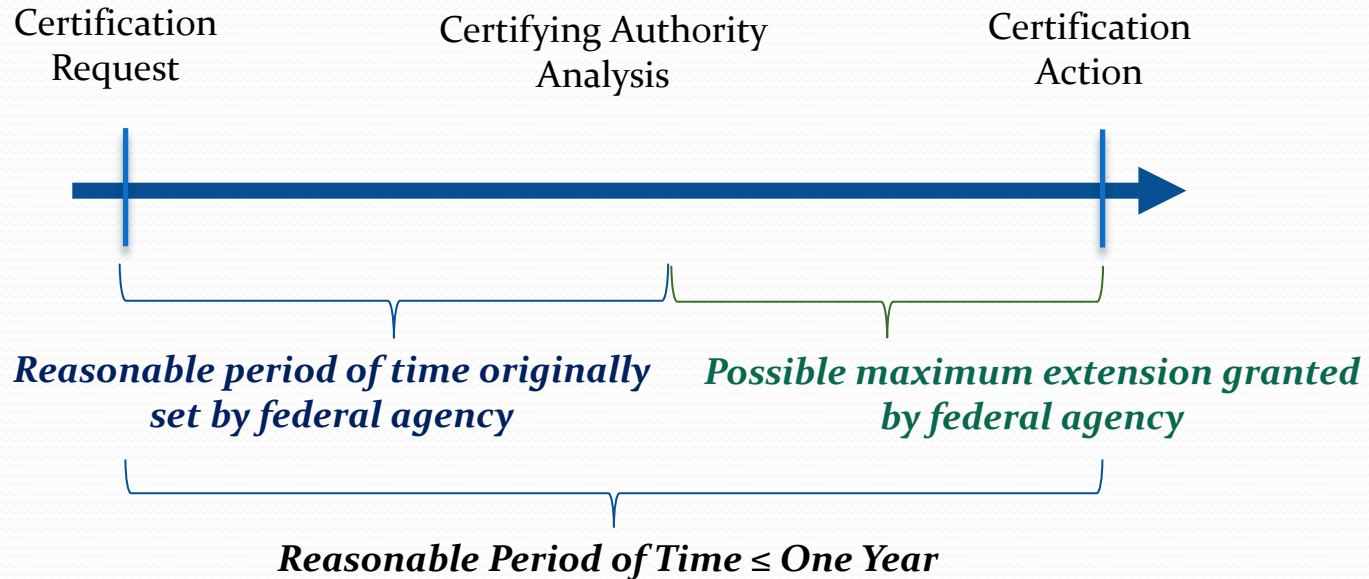 Certification
Request
Certifying Authority
Analysis
Certification
Action
Reasonable period of time originally
set by federal agency
Possible maximum extension granted
by federal agency
Reasonable Period of Time ≤ One Year